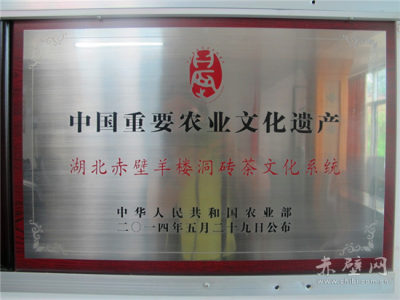 中国重要农业文化遗产
湖北赤壁羊楼洞砖茶文化系统
中华人民共和国农业部
二〇一四年五月二十九日公布
赤壁网